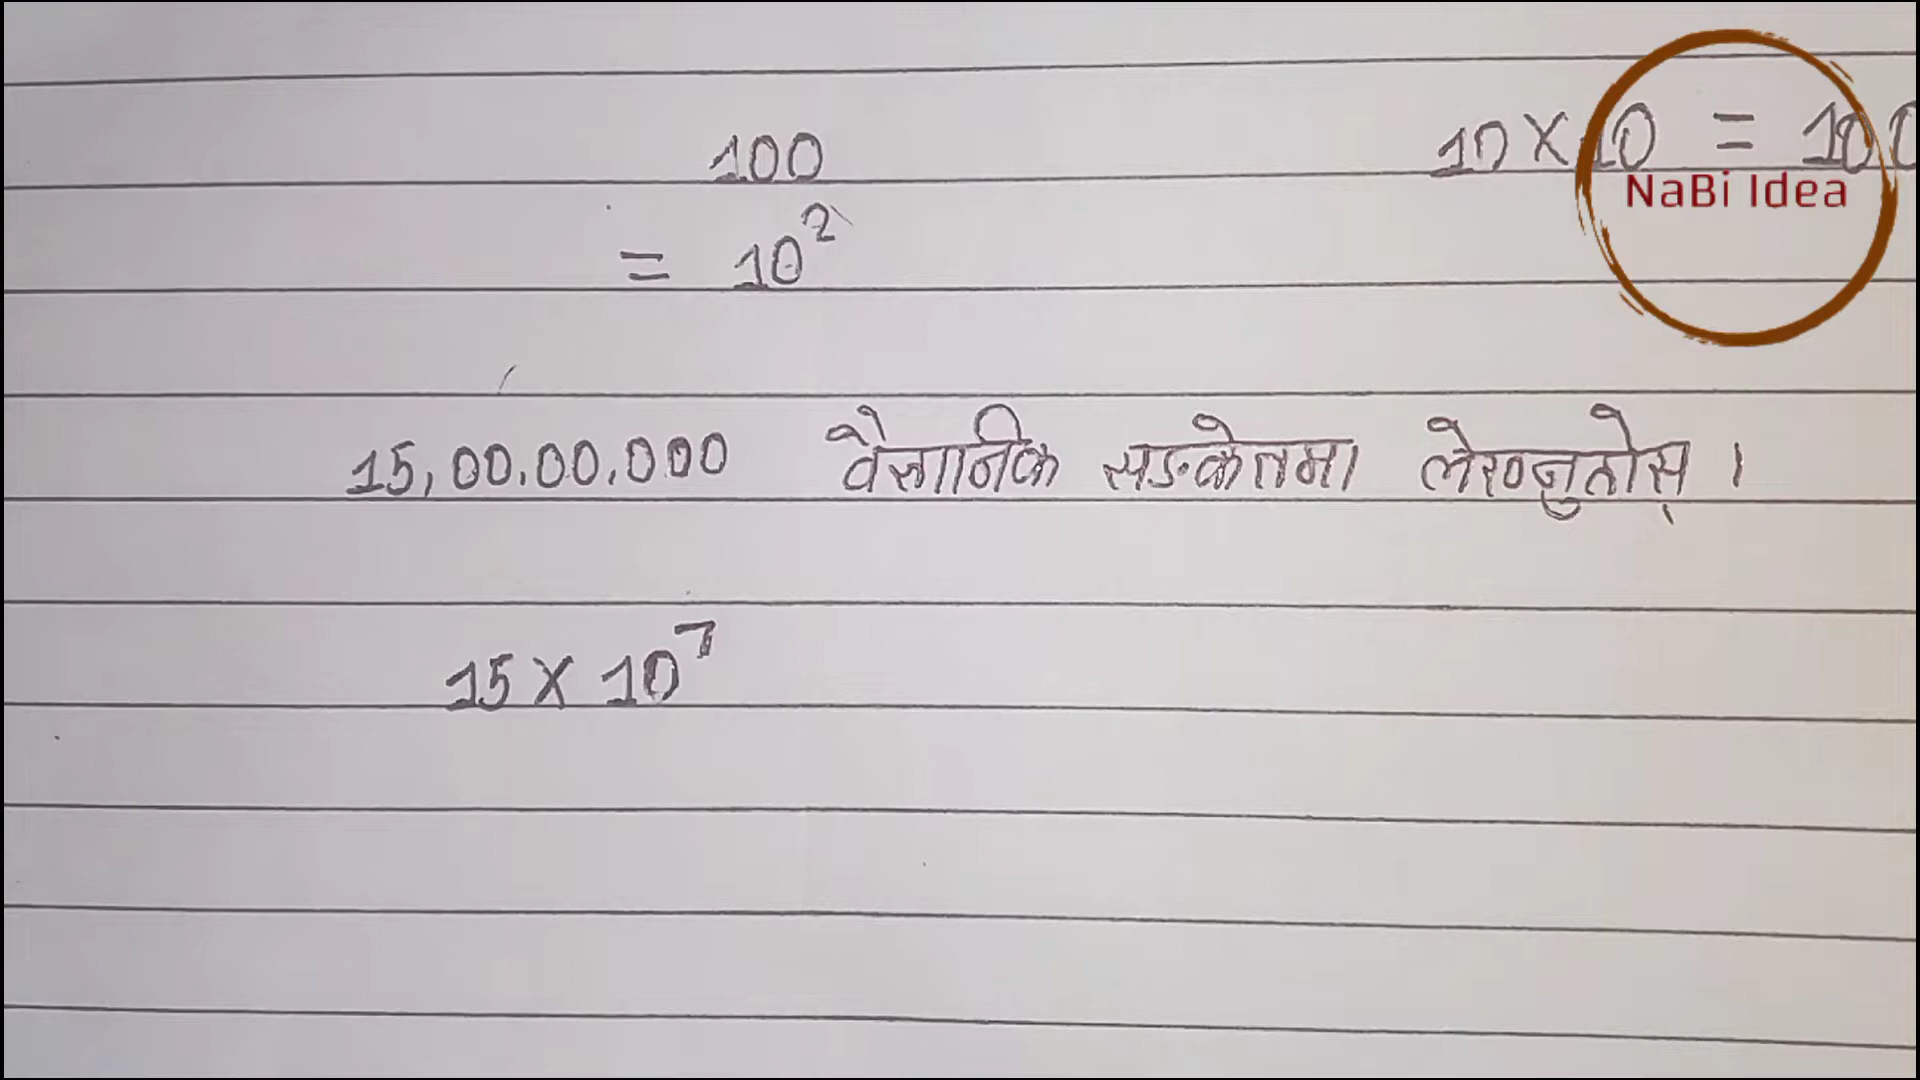 100
10 × 10 = 100
NaBi Idea
= 10²
15,00,00,000 वैज्ञानिक सङ्केतमा लेख्नुहोस् ।
15 × 10⁷